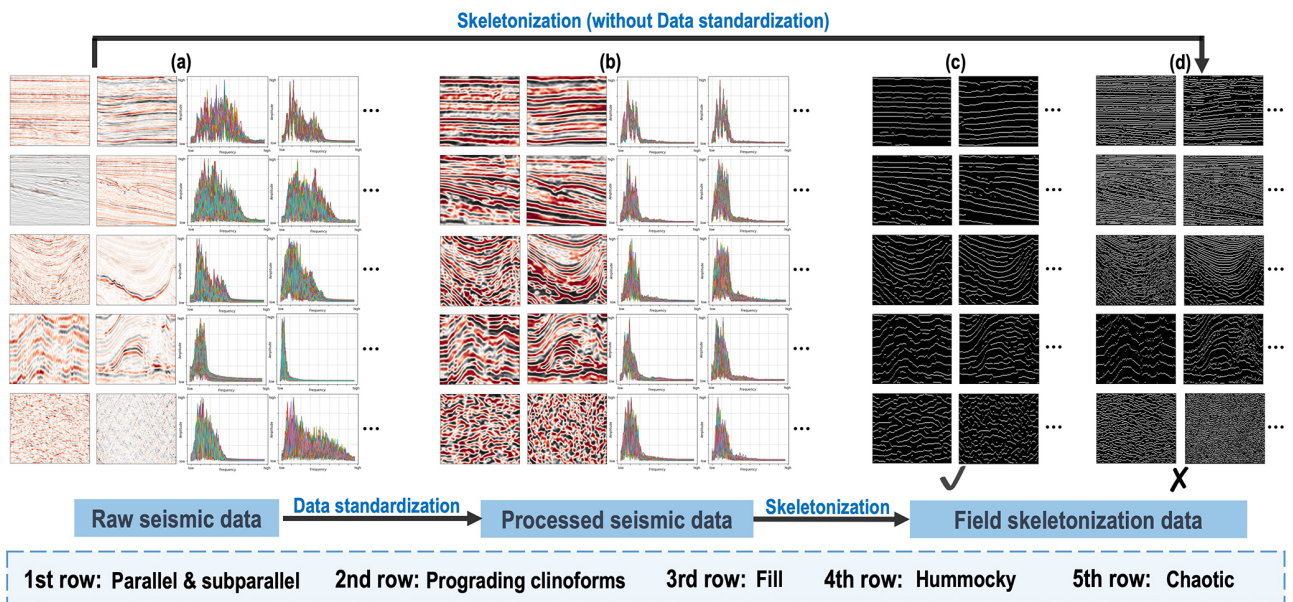 Skeletonization (without Data standardization)
(a)
(b)
(c)
(d)
Raw seismic data
Data standardization
Processed seismic data
Skeletonization
Field skeletonization data
1st row: Parallel & subparallel
2nd row: Prograding clinoforms
3rd row: Fill
4th row: Hummocky
5th row: Chaotic